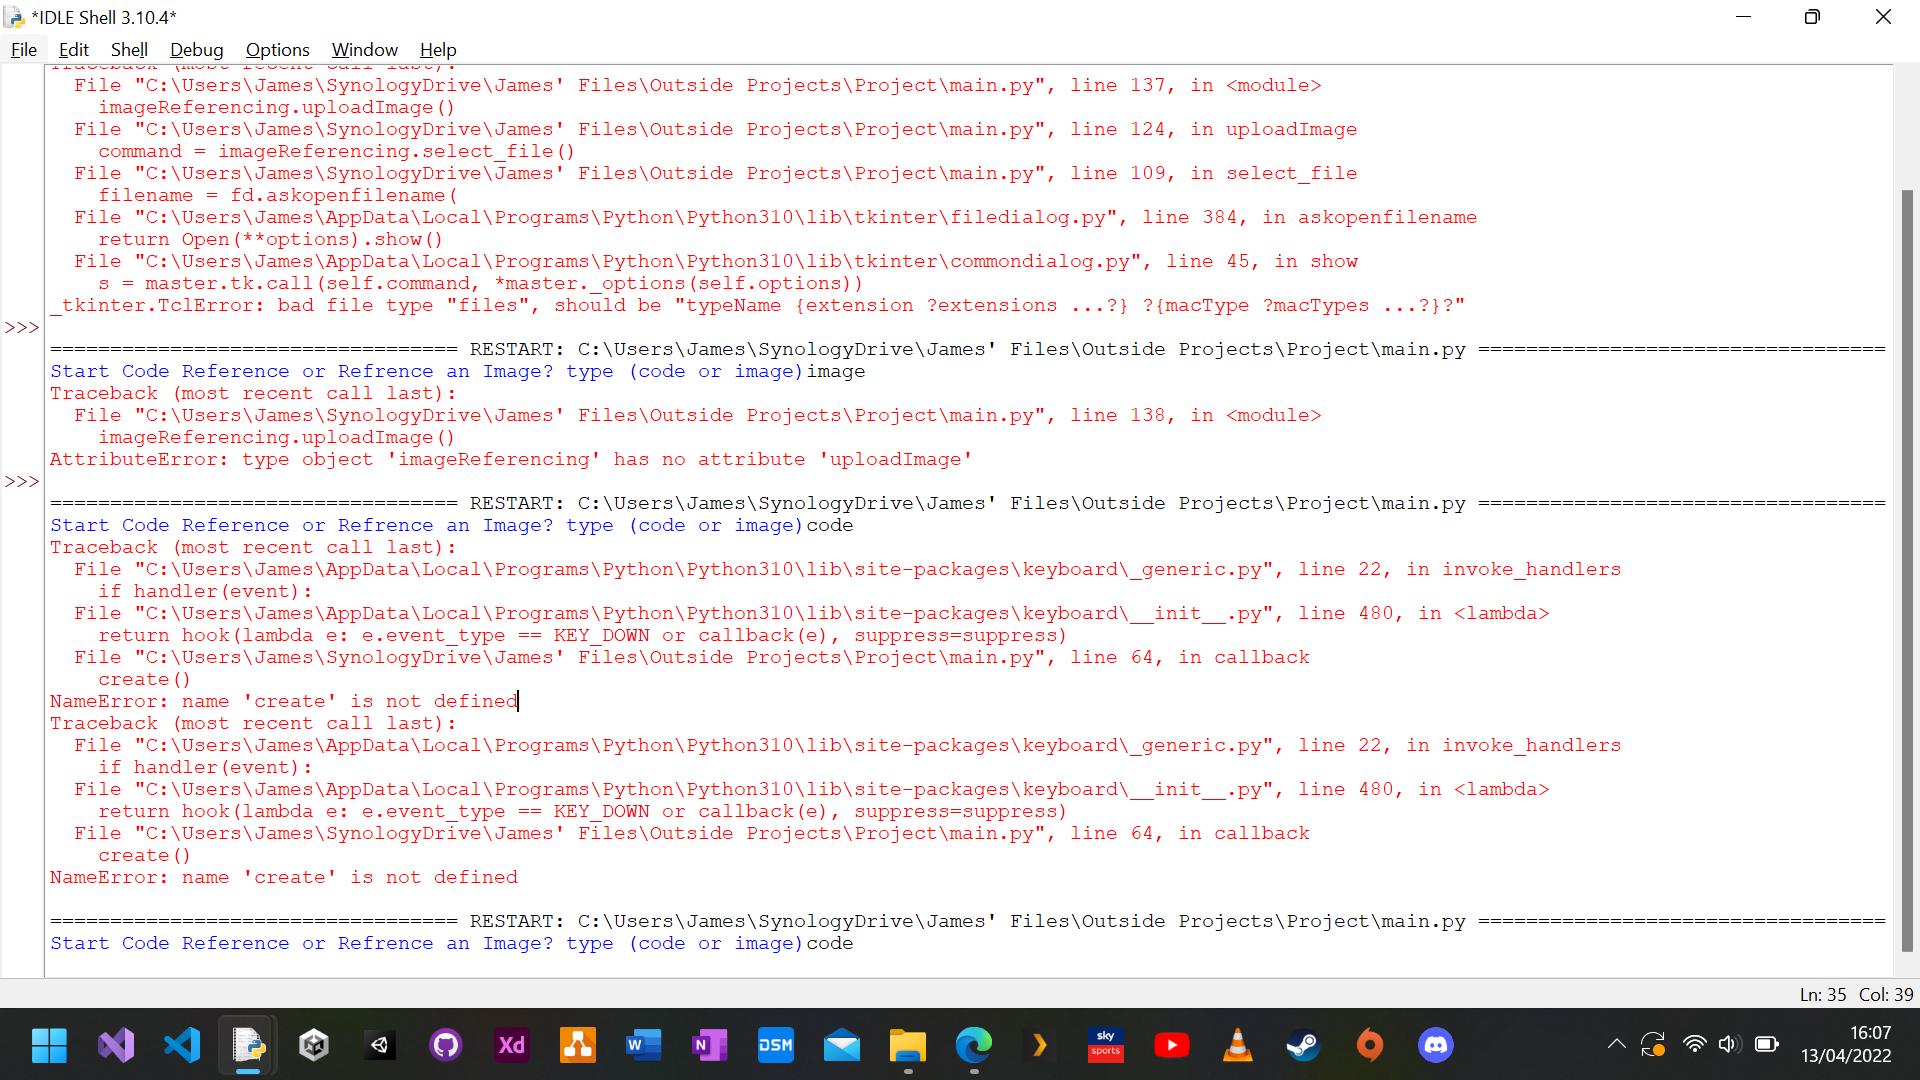 *IDLE Shell 3.10.4*
File Edit Shell Debug Options Window Help
Traceback (most recent call last):
File "C:\Users\James\SynologyDrive\James' Files\Outside Projects\Project\main.py", line 137, in <module>
imageReferencing.uploadImage()
File "C:\Users\James\SynologyDrive\James' Files\Outside Projects\Project\main.py", line 124, in uploadImage
command = imageReferencing.select_file()
File "C:\Users\James\SynologyDrive\James' Files\Outside Projects\Project\main.py", line 109, in select_file
filename = fd.askopenfilename(
File "C:\Users\James\AppData\Local\Programs\Python\Python310\lib\tkinter\filedialog.py", line 384, in askopenfilename
return Open(**options).show()
File "C:\Users\James\AppData\Local\Programs\Python\Python310\lib\tkinter\commondialog.py", line 45, in show
s = master.tk.call(self.command, *master._options(self.options))
_tkinter.TclError: bad file type "files", should be "typeName {extension ?extensions ...?} ?{macType ?macTypes ...?}?"
>>>
================================== RESTART: C:\Users\James\SynologyDrive\James' Files\Outside Projects\Project\main.py ==================================
Start Code Reference or Refrence an Image? type (code or image)image
Traceback (most recent call last):
File "C:\Users\James\SynologyDrive\James' Files\Outside Projects\Project\main.py", line 138, in <module>
imageReferencing.uploadImage()
AttributeError: type object 'imageReferencing' has no attribute 'uploadImage'
>>>
================================== RESTART: C:\Users\James\SynologyDrive\James' Files\Outside Projects\Project\main.py ==================================
Start Code Reference or Refrence an Image? type (code or image)code
Traceback (most recent call last):
File "C:\Users\James\AppData\Local\Programs\Python\Python310\lib\site-packages\keyboard\_generic.py", line 22, in invoke_handlers
if handler(event):
File "C:\Users\James\AppData\Local\Programs\Python\Python310\lib\site-packages\keyboard\__init__.py", line 480, in <lambda>
return hook(lambda e: e.event_type == KEY_DOWN or callback(e), suppress=suppress)
File "C:\Users\James\SynologyDrive\James' Files\Outside Projects\Project\main.py", line 64, in callback
create()
NameError: name 'create' is not defined
Traceback (most recent call last):
File "C:\Users\James\AppData\Local\Programs\Python\Python310\lib\site-packages\keyboard\_generic.py", line 22, in invoke_handlers
if handler(event):
File "C:\Users\James\AppData\Local\Programs\Python\Python310\lib\site-packages\keyboard\__init__.py", line 480, in <lambda>
return hook(lambda e: e.event_type == KEY_DOWN or callback(e), suppress=suppress)
File "C:\Users\James\SynologyDrive\James' Files\Outside Projects\Project\main.py", line 64, in callback
create()
NameError: name 'create' is not defined
================================== RESTART: C:\Users\James\SynologyDrive\James' Files\Outside Projects\Project\main.py ==================================
Start Code Reference or Refrence an Image? type (code or image)code
Ln: 35 Col: 39
Xd W N DSM sky sports
16:07
13/04/2022